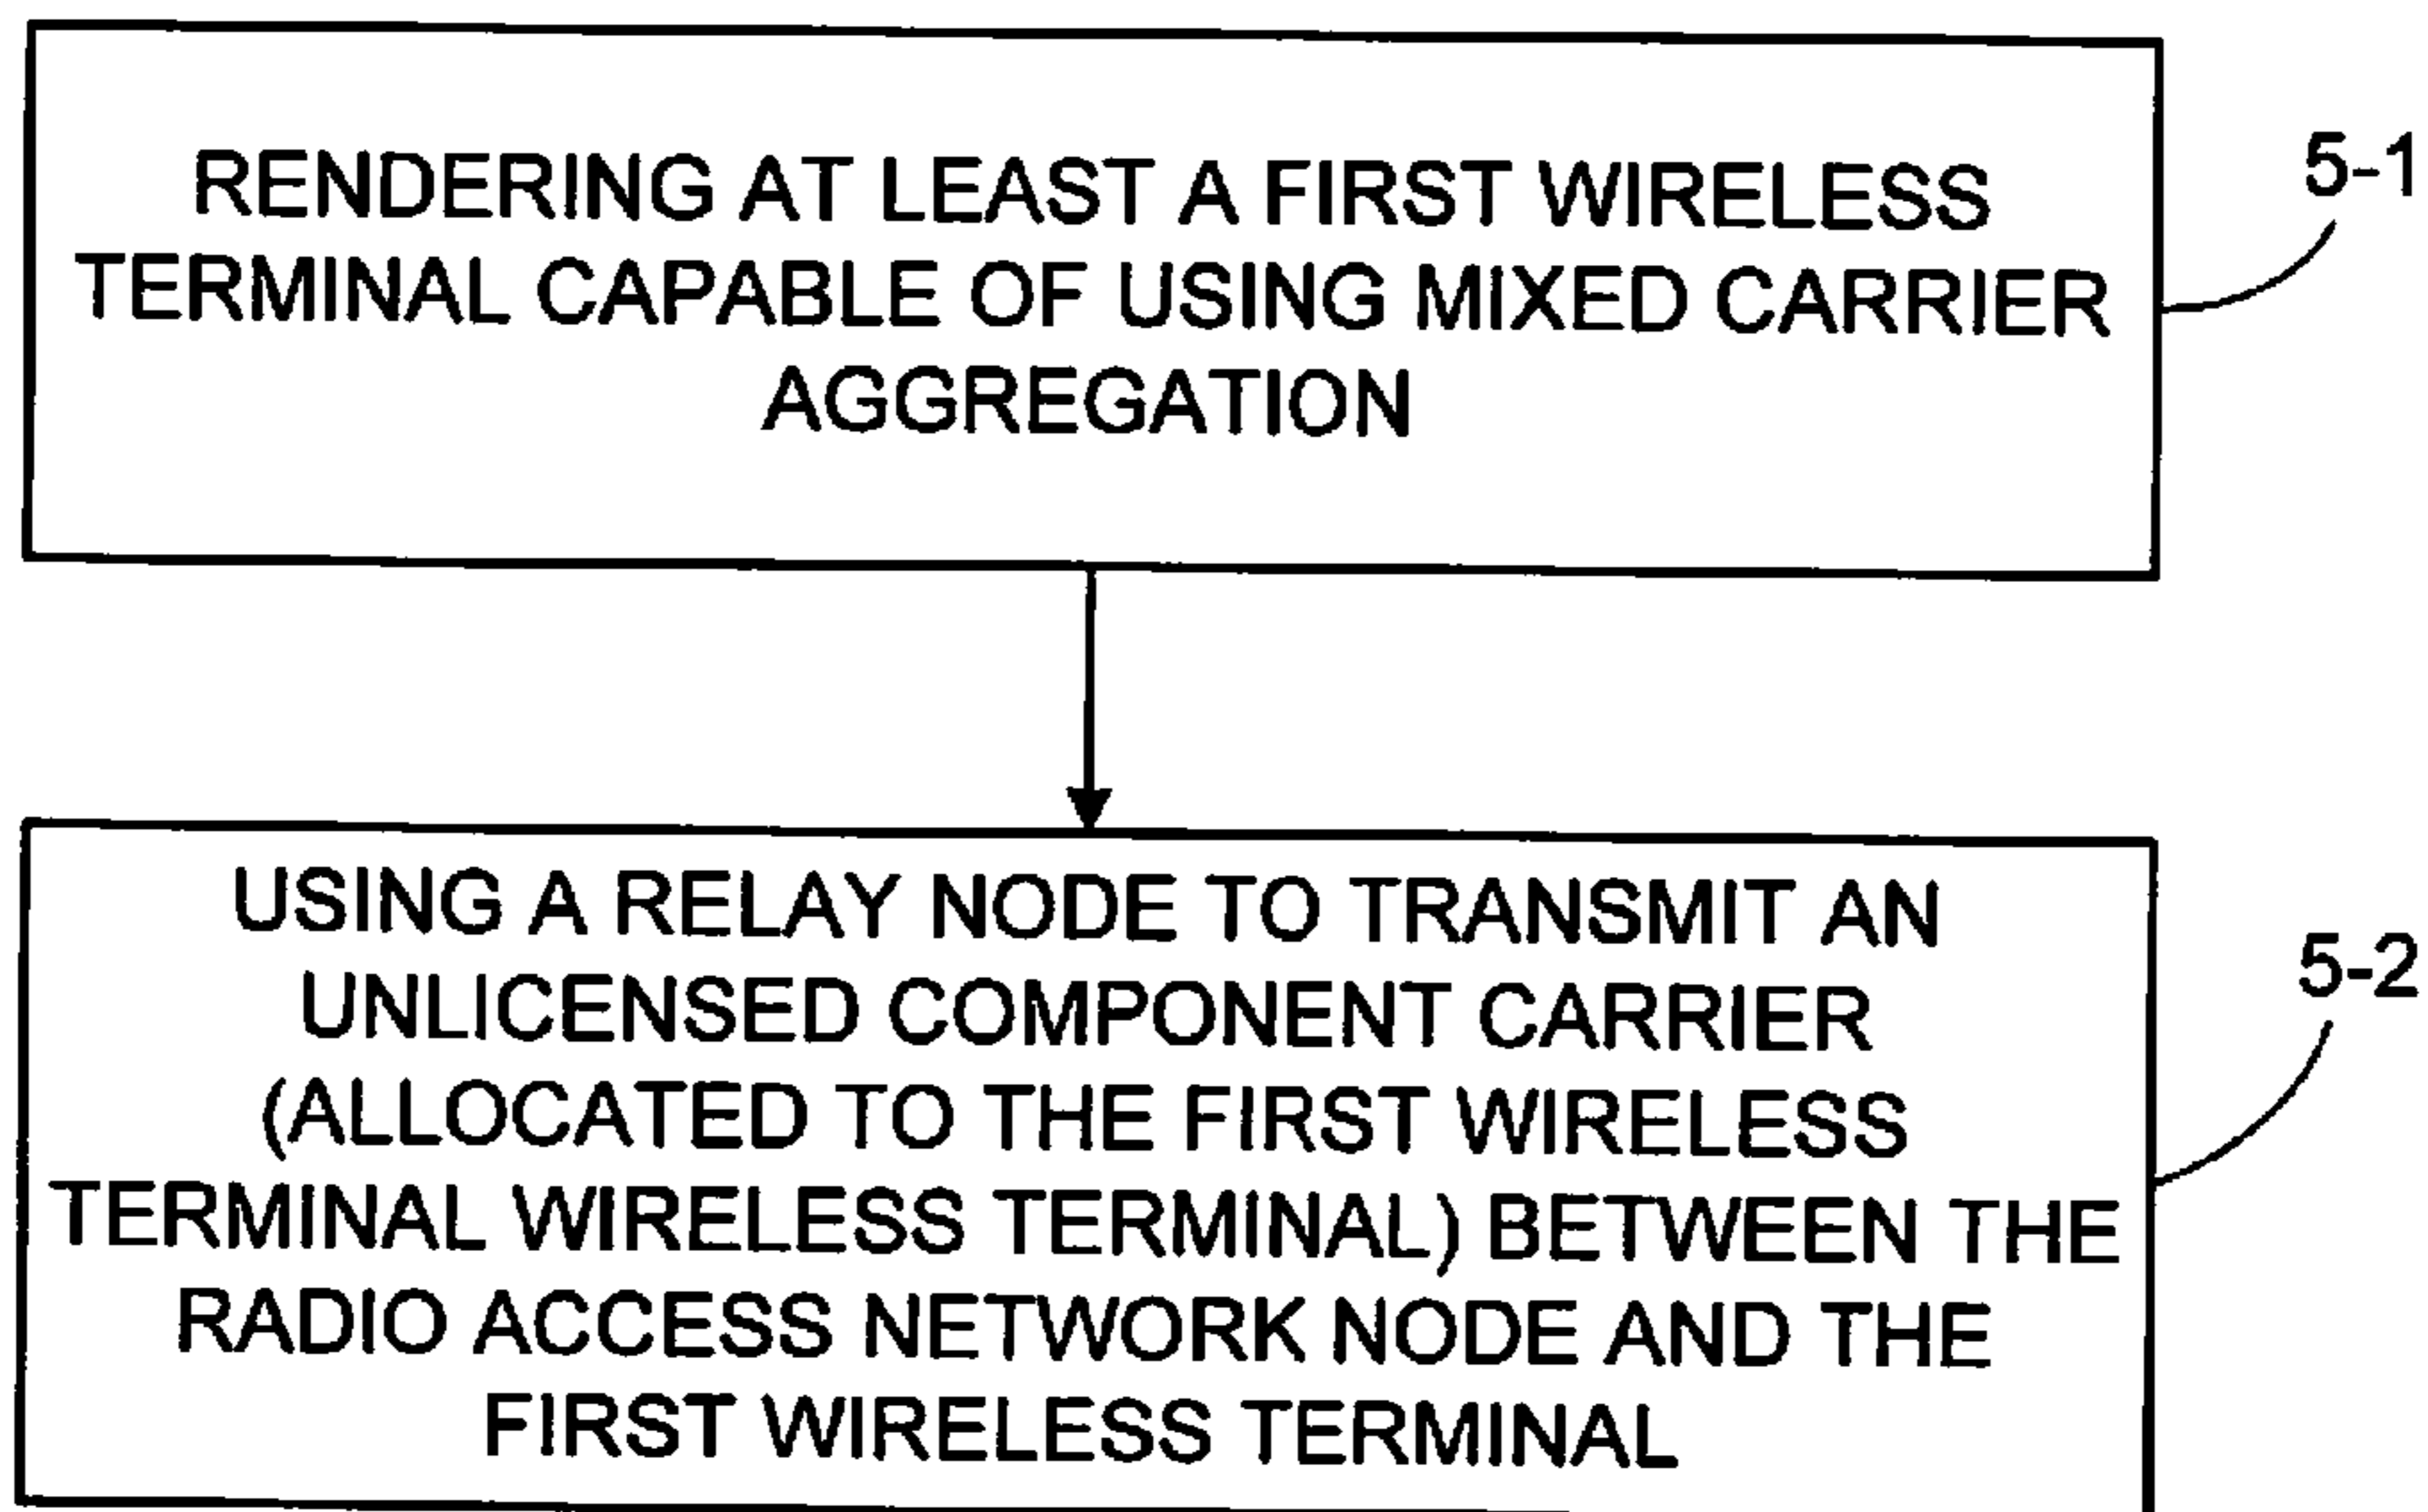 RENDERING AT LEAST A FIRST WIRELESS
TERMINAL CAPABLE OF USING MIXED CARRIER
AGGREGATION
5-1
USING A RELAY NODE TO TRANSMIT AN
UNLICENSED COMPONENT CARRIER
(ALLOCATED TO THE FIRST WIRELESS
TERMINAL WIRELESS TERMINAL) BETWEEN THE
RADIO ACCESS NETWORK NODE AND THE
FIRST WIRELESS TERMINAL
5-2